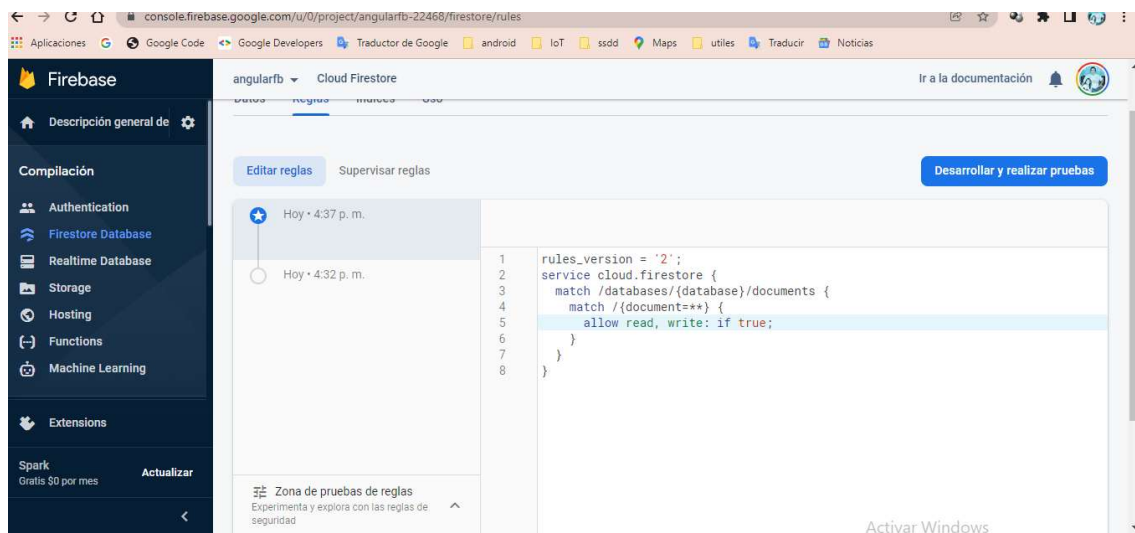 console.firebase.google.com/u/0/project/angularfb-22468/firestore/rules
Aplicaciones G Google Code Google Developers Traductor de Google android IoT ssdd Maps utiles Traducir Noticias
Firebase
angularfb Cloud Firestore Ir a la documentación
Datos Reglas Índices Uso
Descripción general de
Editar reglas Supervisar reglas Desarrollar y realizar pruebas
Compilación
Authentication
Firestore Database
Realtime Database
Storage
Hosting
Functions
Machine Learning
Extensions
Spark
Gratis $0 por mes
Actualizar
Hoy • 4:37 p. m.
Hoy • 4:32 p. m.
Zona de pruebas de reglas
Experimenta y explora con las reglas de
seguridad
1 rules_version = '2';
2 service cloud.firestore {
3 match /databases/{database}/documents {
4 match /{document=**} {
5 allow read, write: if true;
6 }
7 }
8 }
Activar Windows